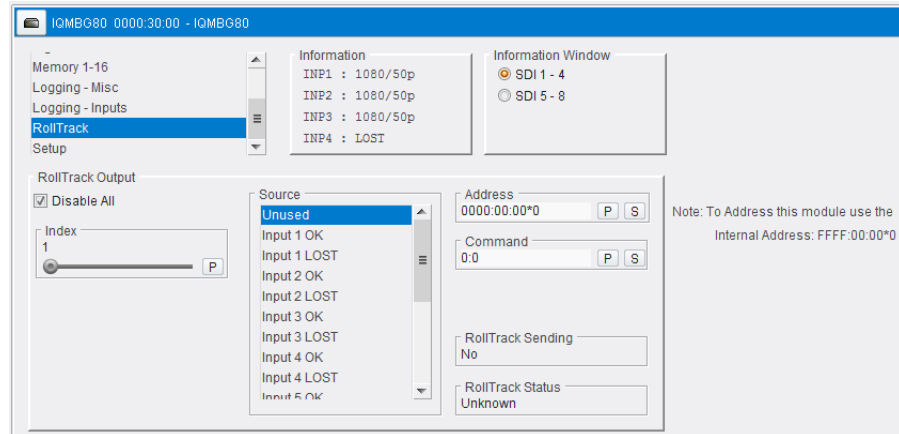 IQMBG80 0000:30:00 - IQMBG80
Memory 1-16
Logging - Misc
Logging - Inputs
RollTrack
Setup
Information
INP1 : 1080/50p
INP2 : 1080/50p
INP3 : 1080/50p
INP4 : LOST
Information Window
SDI 1 - 4
SDI 5 - 8
RollTrack Output
Disable All
Index
1
P
Source
Unused
Input 1 OK
Input 1 LOST
Input 2 OK
Input 2 LOST
Input 3 OK
Input 3 LOST
Input 4 OK
Input 4 LOST
Input 5 OK
Address
0000:00:00*0 P S
Command
0:0 P S
RollTrack Sending
No
RollTrack Status
Unknown
Note: To Address this module use the
Internal Address: FFFF:00:00*0